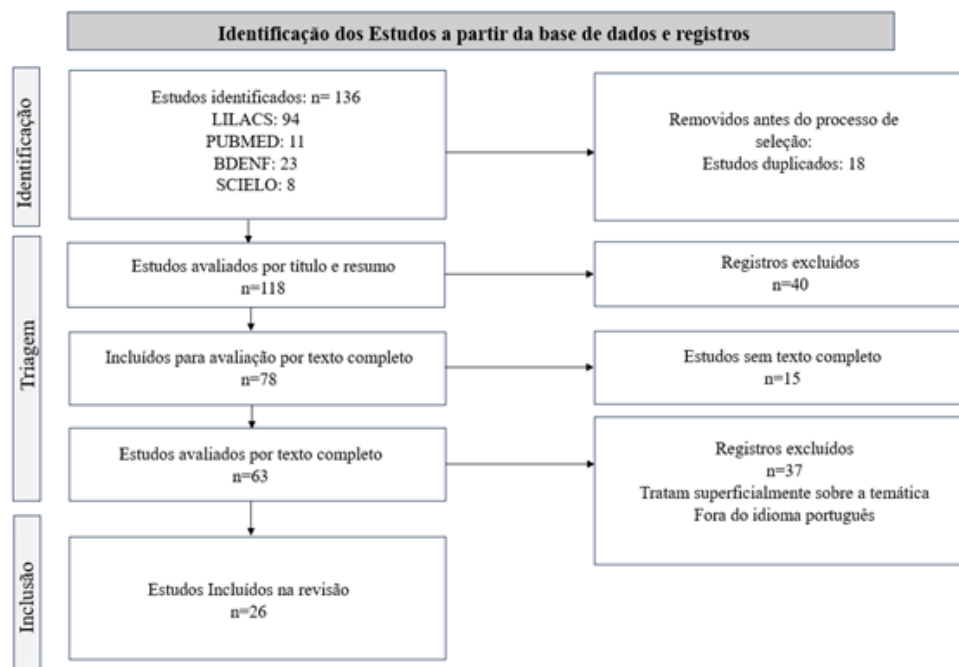 Identificação dos Estudos a partir da base de dados e registros
Identificação
Estudos identificados: n= 136
LILACS: 94
PUBMED: 11
BDENF: 23
SCIELO: 8
Removidos antes do processo de
seleção:
Estudos duplicados: 18
Triagem
Estudos avaliados por título e resumo
n=118
Registros excluídos
n=40
Incluídos para avaliação por texto completo
n=78
Estudos sem texto completo
n=15
Estudos avaliados por texto completo
n=63
Registros excluídos
n=37
Tratam superficialmente sobre a temática
Fora do idioma português
Inclusão
Estudos Incluídos na revisão
n=26